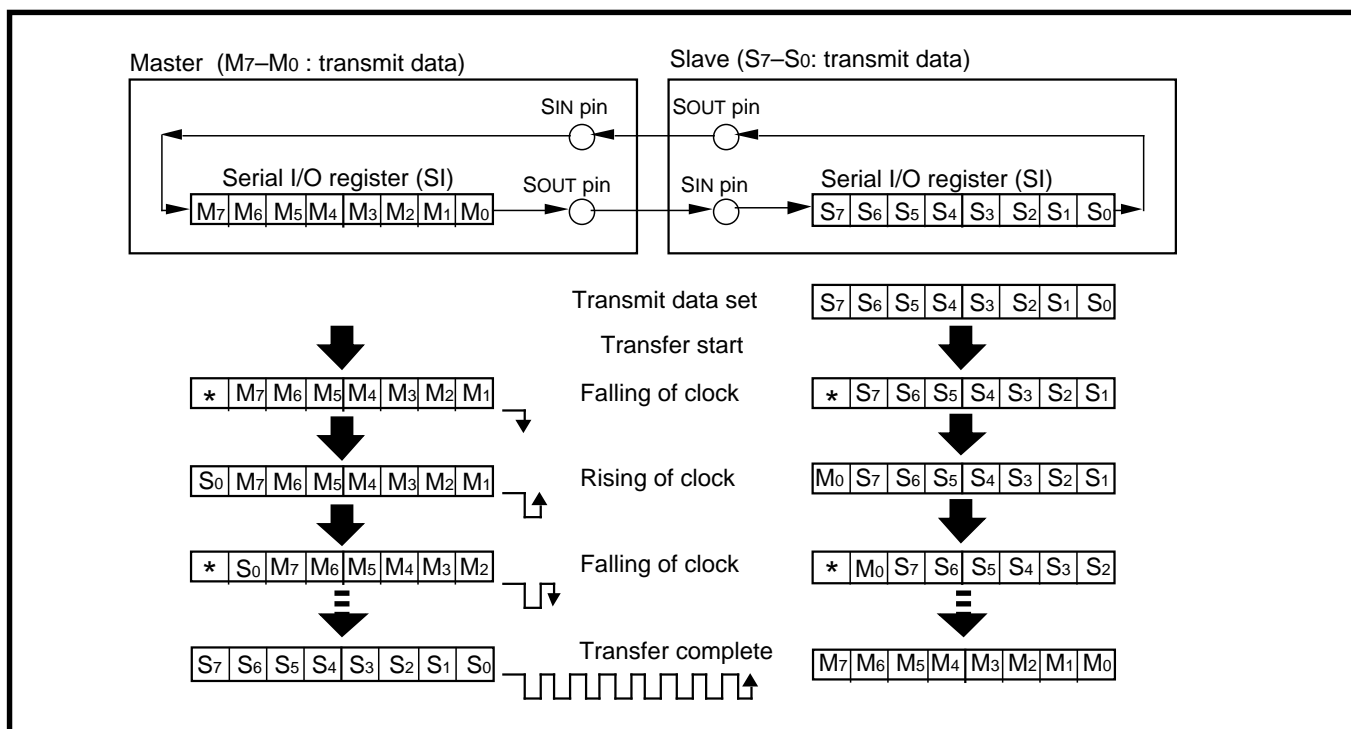 Master (M7–M0 : transmit data)
Slave (S7–S0: transmit data)
SIN pin
SOUT pin
Serial I/O register (SI)
SOUT pin
SIN pin
Serial I/O register (SI)
M7 M6 M5 M4 M3 M2 M1 M0
S7 S6 S5 S4 S3 S2 S1 S0
Transmit data set
S7 S6 S5 S4 S3 S2 S1 S0
Transfer start
* M7 M6 M5 M4 M3 M2 M1
Falling of clock
* S7 S6 S5 S4 S3 S2 S1
S0 M7 M6 M5 M4 M3 M2 M1
Rising of clock
M0 S7 S6 S5 S4 S3 S2 S1
* S0 M7 M6 M5 M4 M3 M2
Falling of clock
* M0 S7 S6 S5 S4 S3 S2
S7 S6 S5 S4 S3 S2 S1 S0
Transfer complete
M7 M6 M5 M4 M3 M2 M1 M0